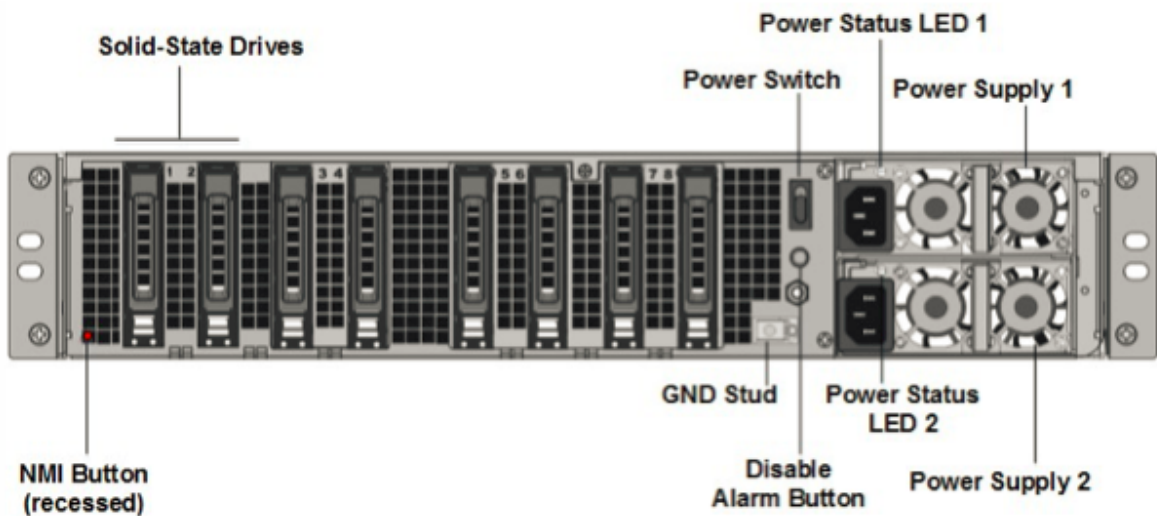 Power Status LED 1
Solid-State Drives
Power Switch
Power Supply 1
1 2 3 4 5 6 7 8
GND Stud
Power Status
LED 2
NMI Button
(recessed)
Disable
Alarm Button
Power Supply 2